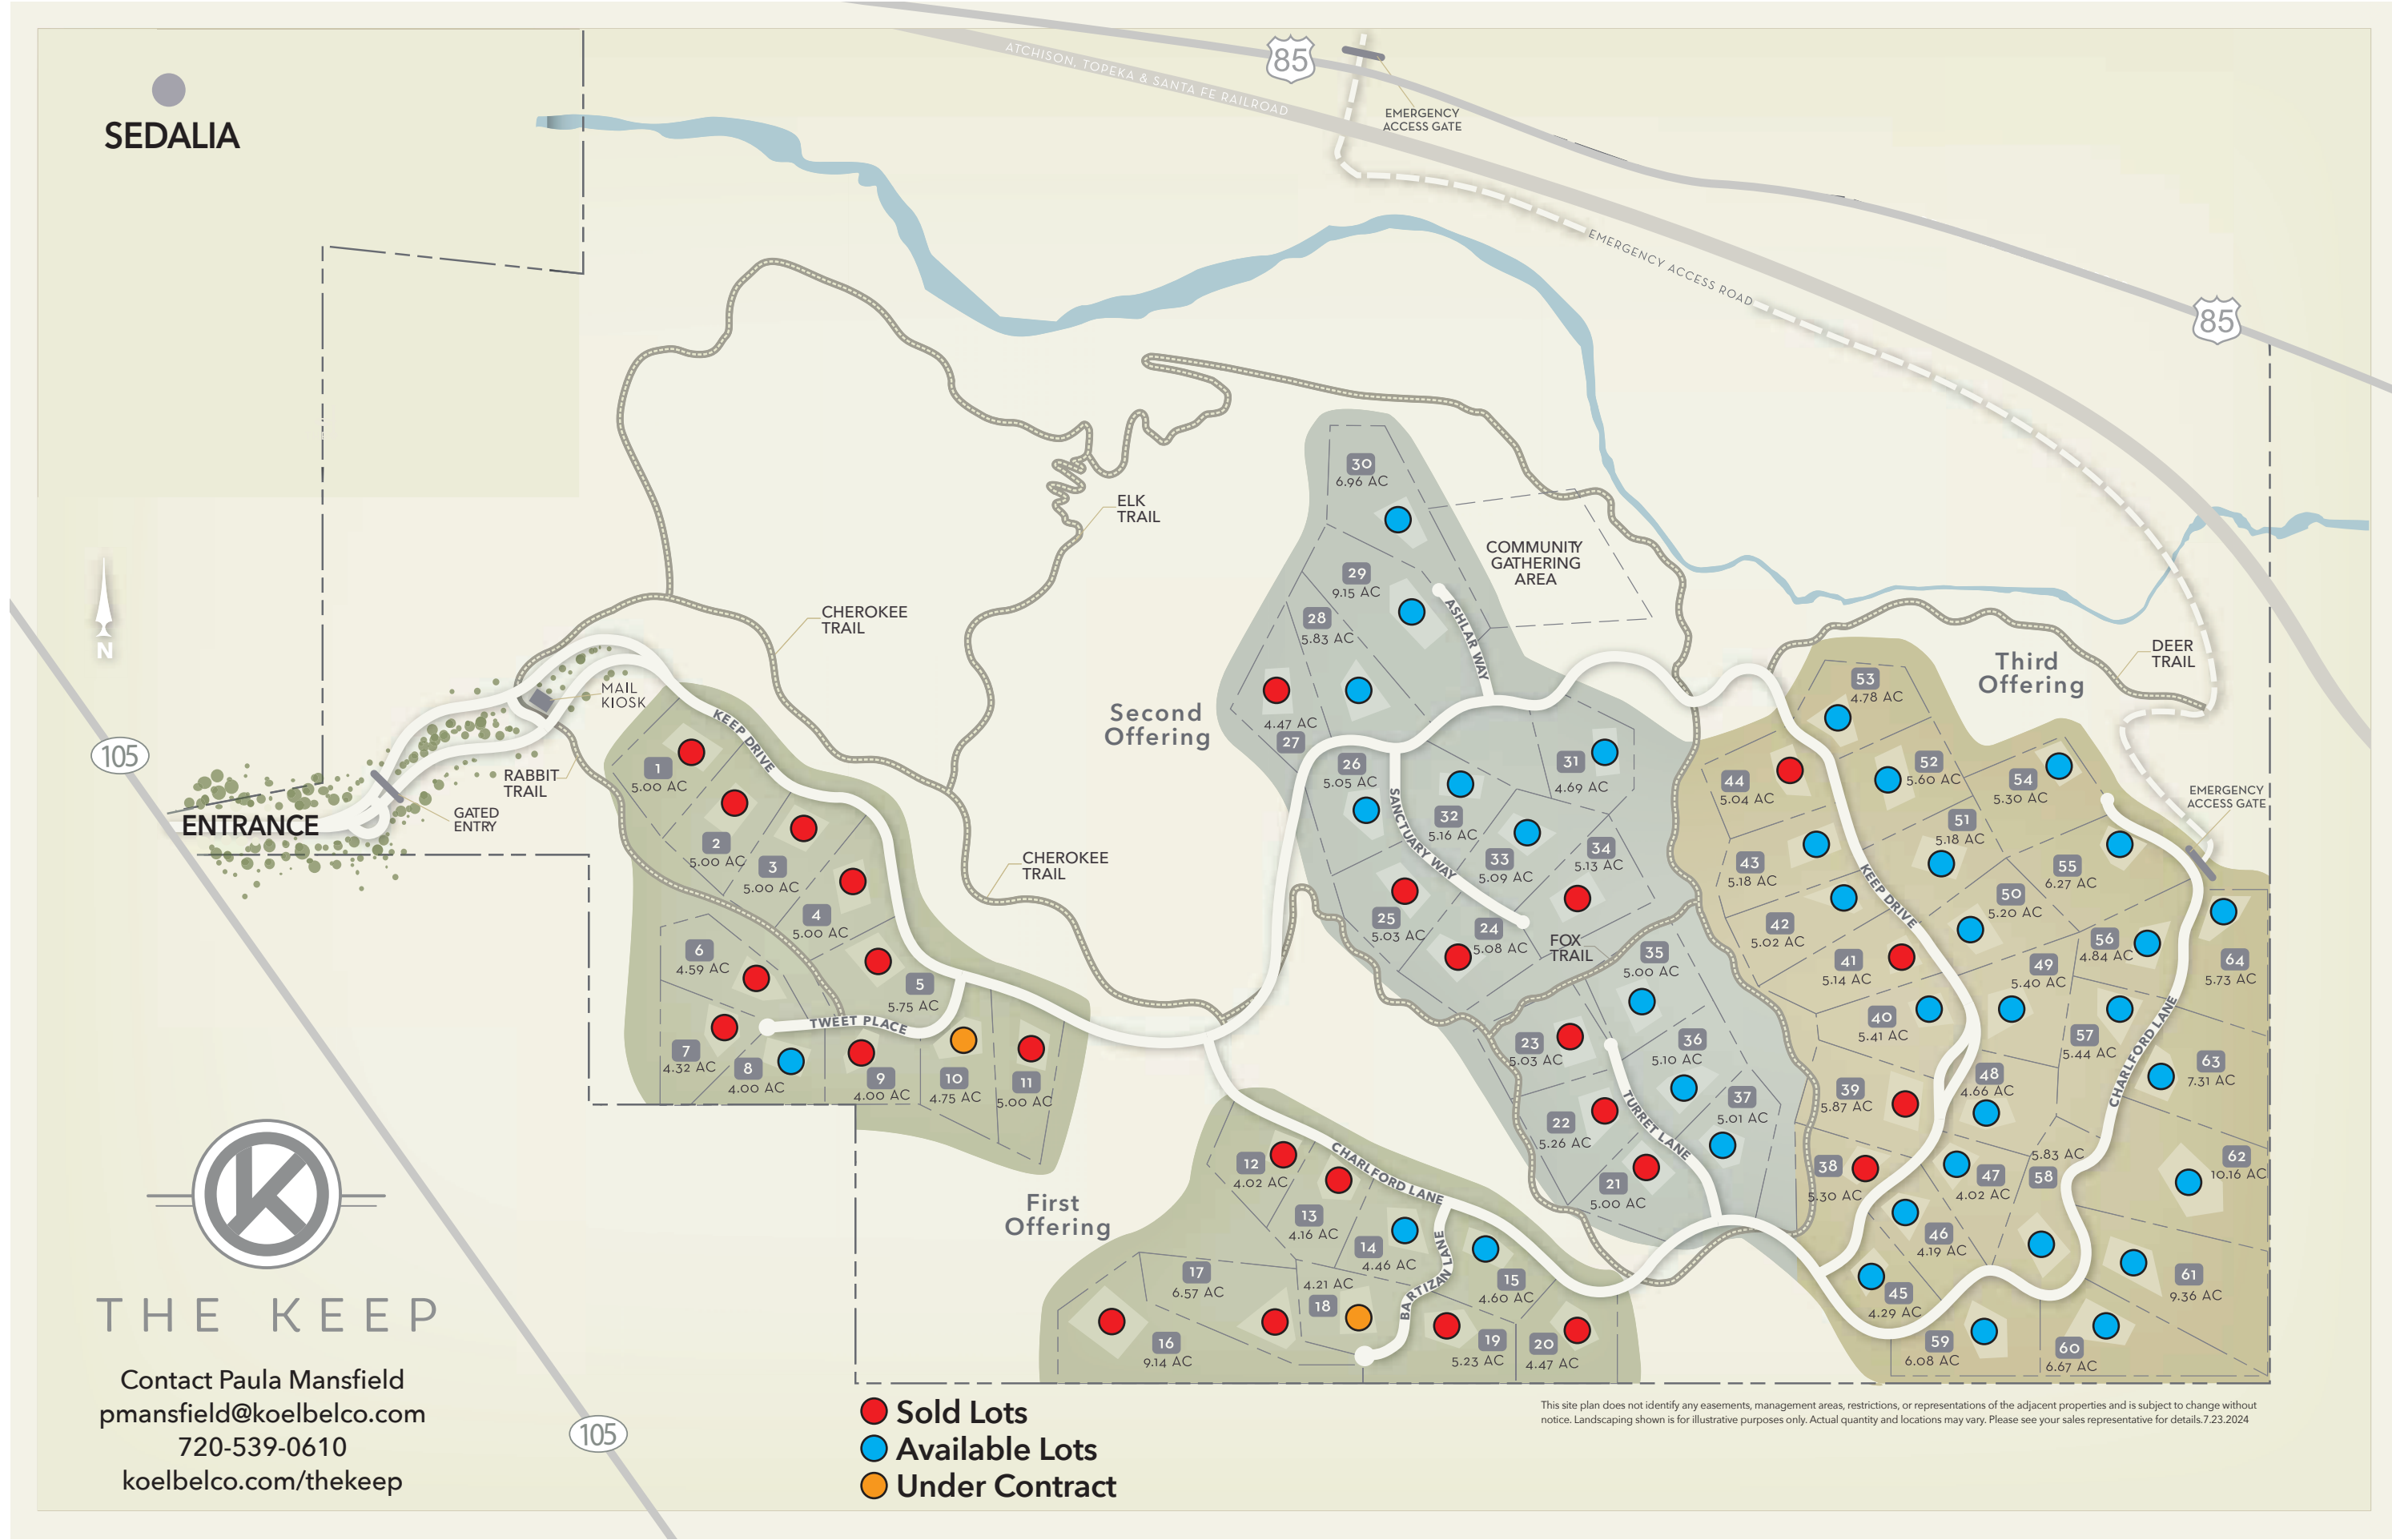 ATCHISON, TOPEKA & SANTA FE RAILROAD
85
EMERGENCY
ACCESS GATE
SEDALIA
EMERGENCY ACCESS ROAD
85
30
6.96 AC
ELK
TRAIL
COMMUNITY
GATHERING
AREA
29
9.15 AC
ASHLAR WAY
28
5.83 AC
CHEROKEE
TRAIL
N
DEER
TRAIL
Third
Offering
53
4.78 AC
MAIL
KIOSK
KEEP DRIVE
Second
Offering
4.47 AC
27
105
RABBIT
TRAIL
1
5.00 AC
26
5.05 AC
31
4.69 AC
44
5.04 AC
52
5.60 AC
54
5.30 AC
EMERGENCY
ACCESS GATE
GATED
ENTRY
ENTRANCE
SANCTUARY WAY
32
5.16 AC
51
5.18 AC
2
5.00 AC
3
5.00 AC
CHEROKEE
TRAIL
33
5.09 AC
34
5.13 AC
43
5.18 AC
KEEP DRIVE
55
6.27 AC
4
5.00 AC
25
5.03 AC
24
5.08 AC
FOX
TRAIL
42
5.02 AC
50
5.20 AC
6
4.59 AC
35
5.00 AC
41
5.14 AC
49
5.40 AC
56
4.84 AC
64
5.73 AC
5
5.75 AC
TWEET PLACE
40
5.41 AC
57
5.44 AC
CHARLFORD LANE
7
4.32 AC
8
4.00 AC
9
4.00 AC
10
4.75 AC
11
5.00 AC
23
5.03 AC
36
5.10 AC
63
7.31 AC
48
4.66 AC
39
5.87 AC
37
5.01 AC
22
5.26 AC
TURRET LANE
12
4.02 AC
CHARLFORD LANE
38
5.30 AC
47
4.02 AC
5.83 AC
58
62
10.16 AC
21
5.00 AC
First
Offering
13
4.16 AC
14
4.46 AC
BARTIZAN LANE
46
4.19 AC
17
6.57 AC
4.21 AC
18
15
4.60 AC
45
4.29 AC
61
9.36 AC
16
9.14 AC
19
5.23 AC
20
4.47 AC
59
6.08 AC
60
6.67 AC
K
THE KEEP
Contact Paula Mansfield
pmansfield@koelbelco.com
720-539-0610
koelbelco.com/thekeep
105
Sold Lots
Available Lots
Under Contract
This site plan does not identify any easements, management areas, restrictions, or representations of the adjacent properties and is subject to change without
notice. Landscaping shown is for illustrative purposes only. Actual quantity and locations may vary. Please see your sales representative for details.7.23.2024